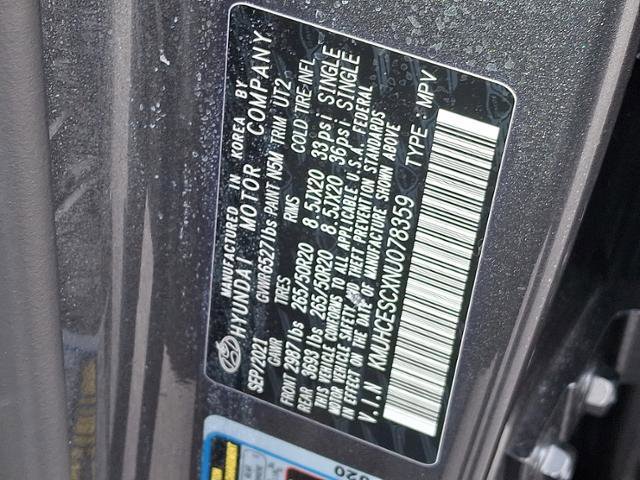 MANUFACTURED IN KOREA BY
HYUNDAI MOTOR COMPANY
SEP/2021 GVWR 6527lbs PAINT N5M TRIM UT2
GAWR TIRES RIMS COLD TIRE INFL
FRONT 2987lbs 265/50R20 8.5JX20 33psi SINGLE
REAR 3693lbs 265/50R20 8.5JX20 36psi SINGLE
THIS VEHICLE CONFORMS TO ALL APPLICABLE U.S.A. FEDERAL
MOTOR VEHICLE SAFETY AND THEFT PREVENTION STANDARDS
IN EFFECT ON THE DATE OF MANUFACTURE SHOWN ABOVE
V.I.N KMUHCESCXNU078359 TYPE : MPV